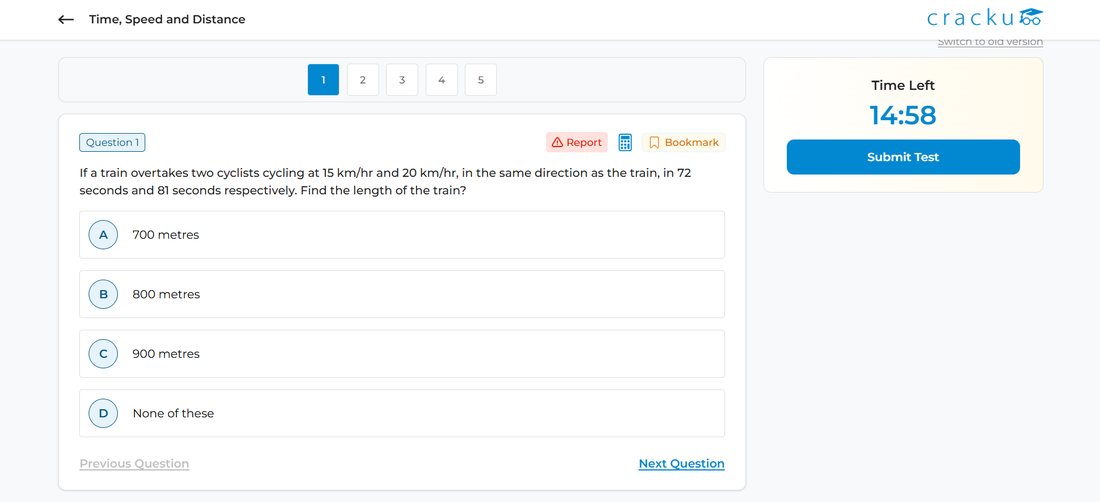 Time, Speed and Distance
cracku
Switch to old version
1
2
3
4
5
Time Left
14:58
Submit Test
Question 1
Report
Bookmark
If a train overtakes two cyclists cycling at 15 km/hr and 20 km/hr, in the same direction as the train, in 72
seconds and 81 seconds respectively. Find the length of the train?
A
700 metres
B
800 metres
C
900 metres
D
None of these
Previous Question
Next Question